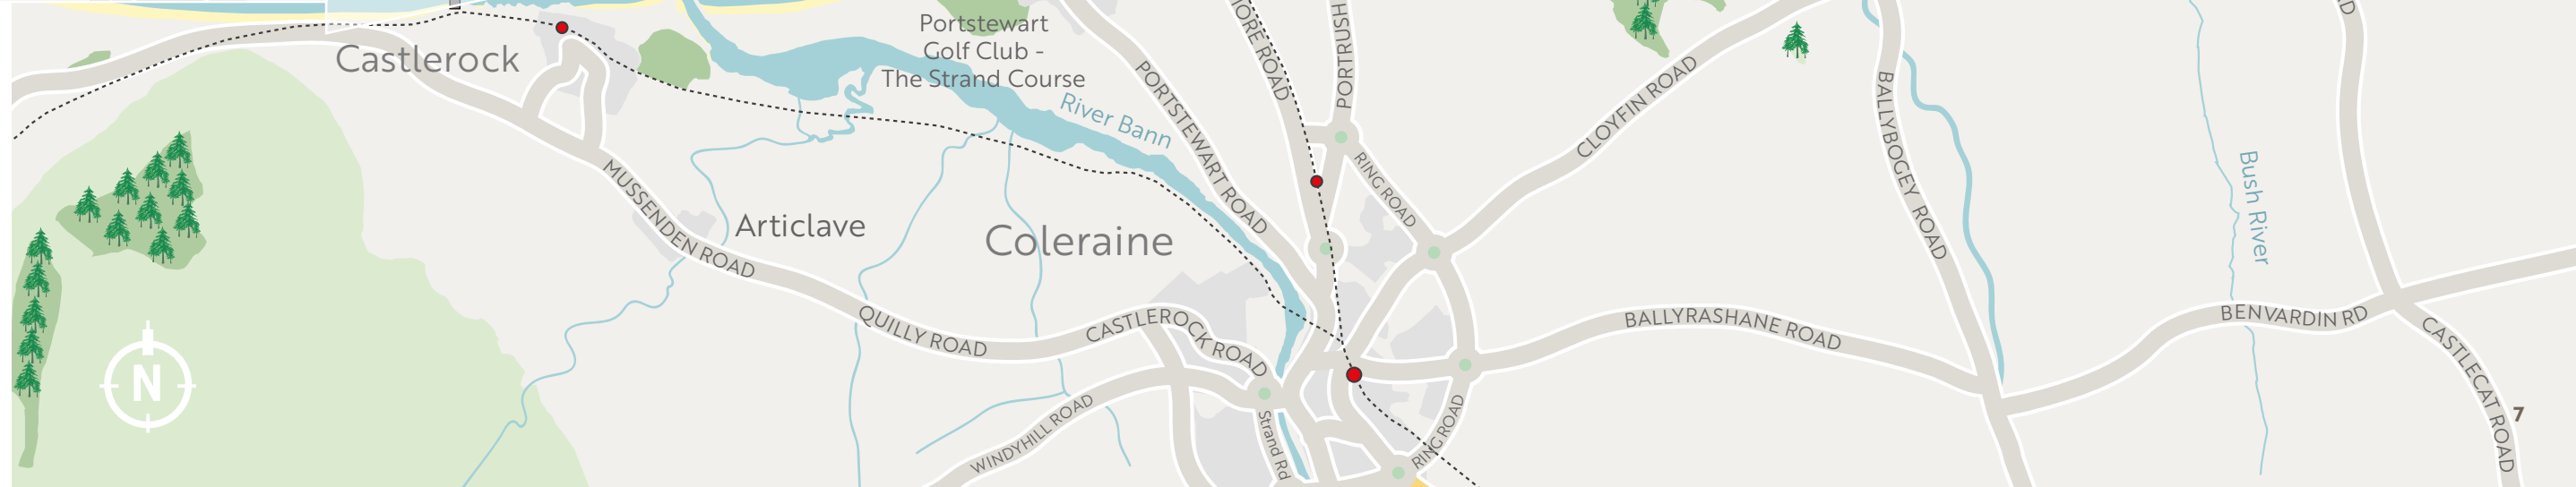 Portstewart
Golf Club -
The Strand Course
Castlerock
River Bann
PORTSTEWART ROAD
ROAD
CLOYFIN ROAD
BALLYBOGEY ROAD
Bush River
RING ROAD
MUSSENDEN ROAD
Articlave
Coleraine
QUILLY ROAD
CASTLEROCK ROAD
BALLYRASHANE ROAD
BENVARDIN RD
CASTLECAT ROAD
N
WINDYHILL ROAD
Strand Rd
RING ROAD
7